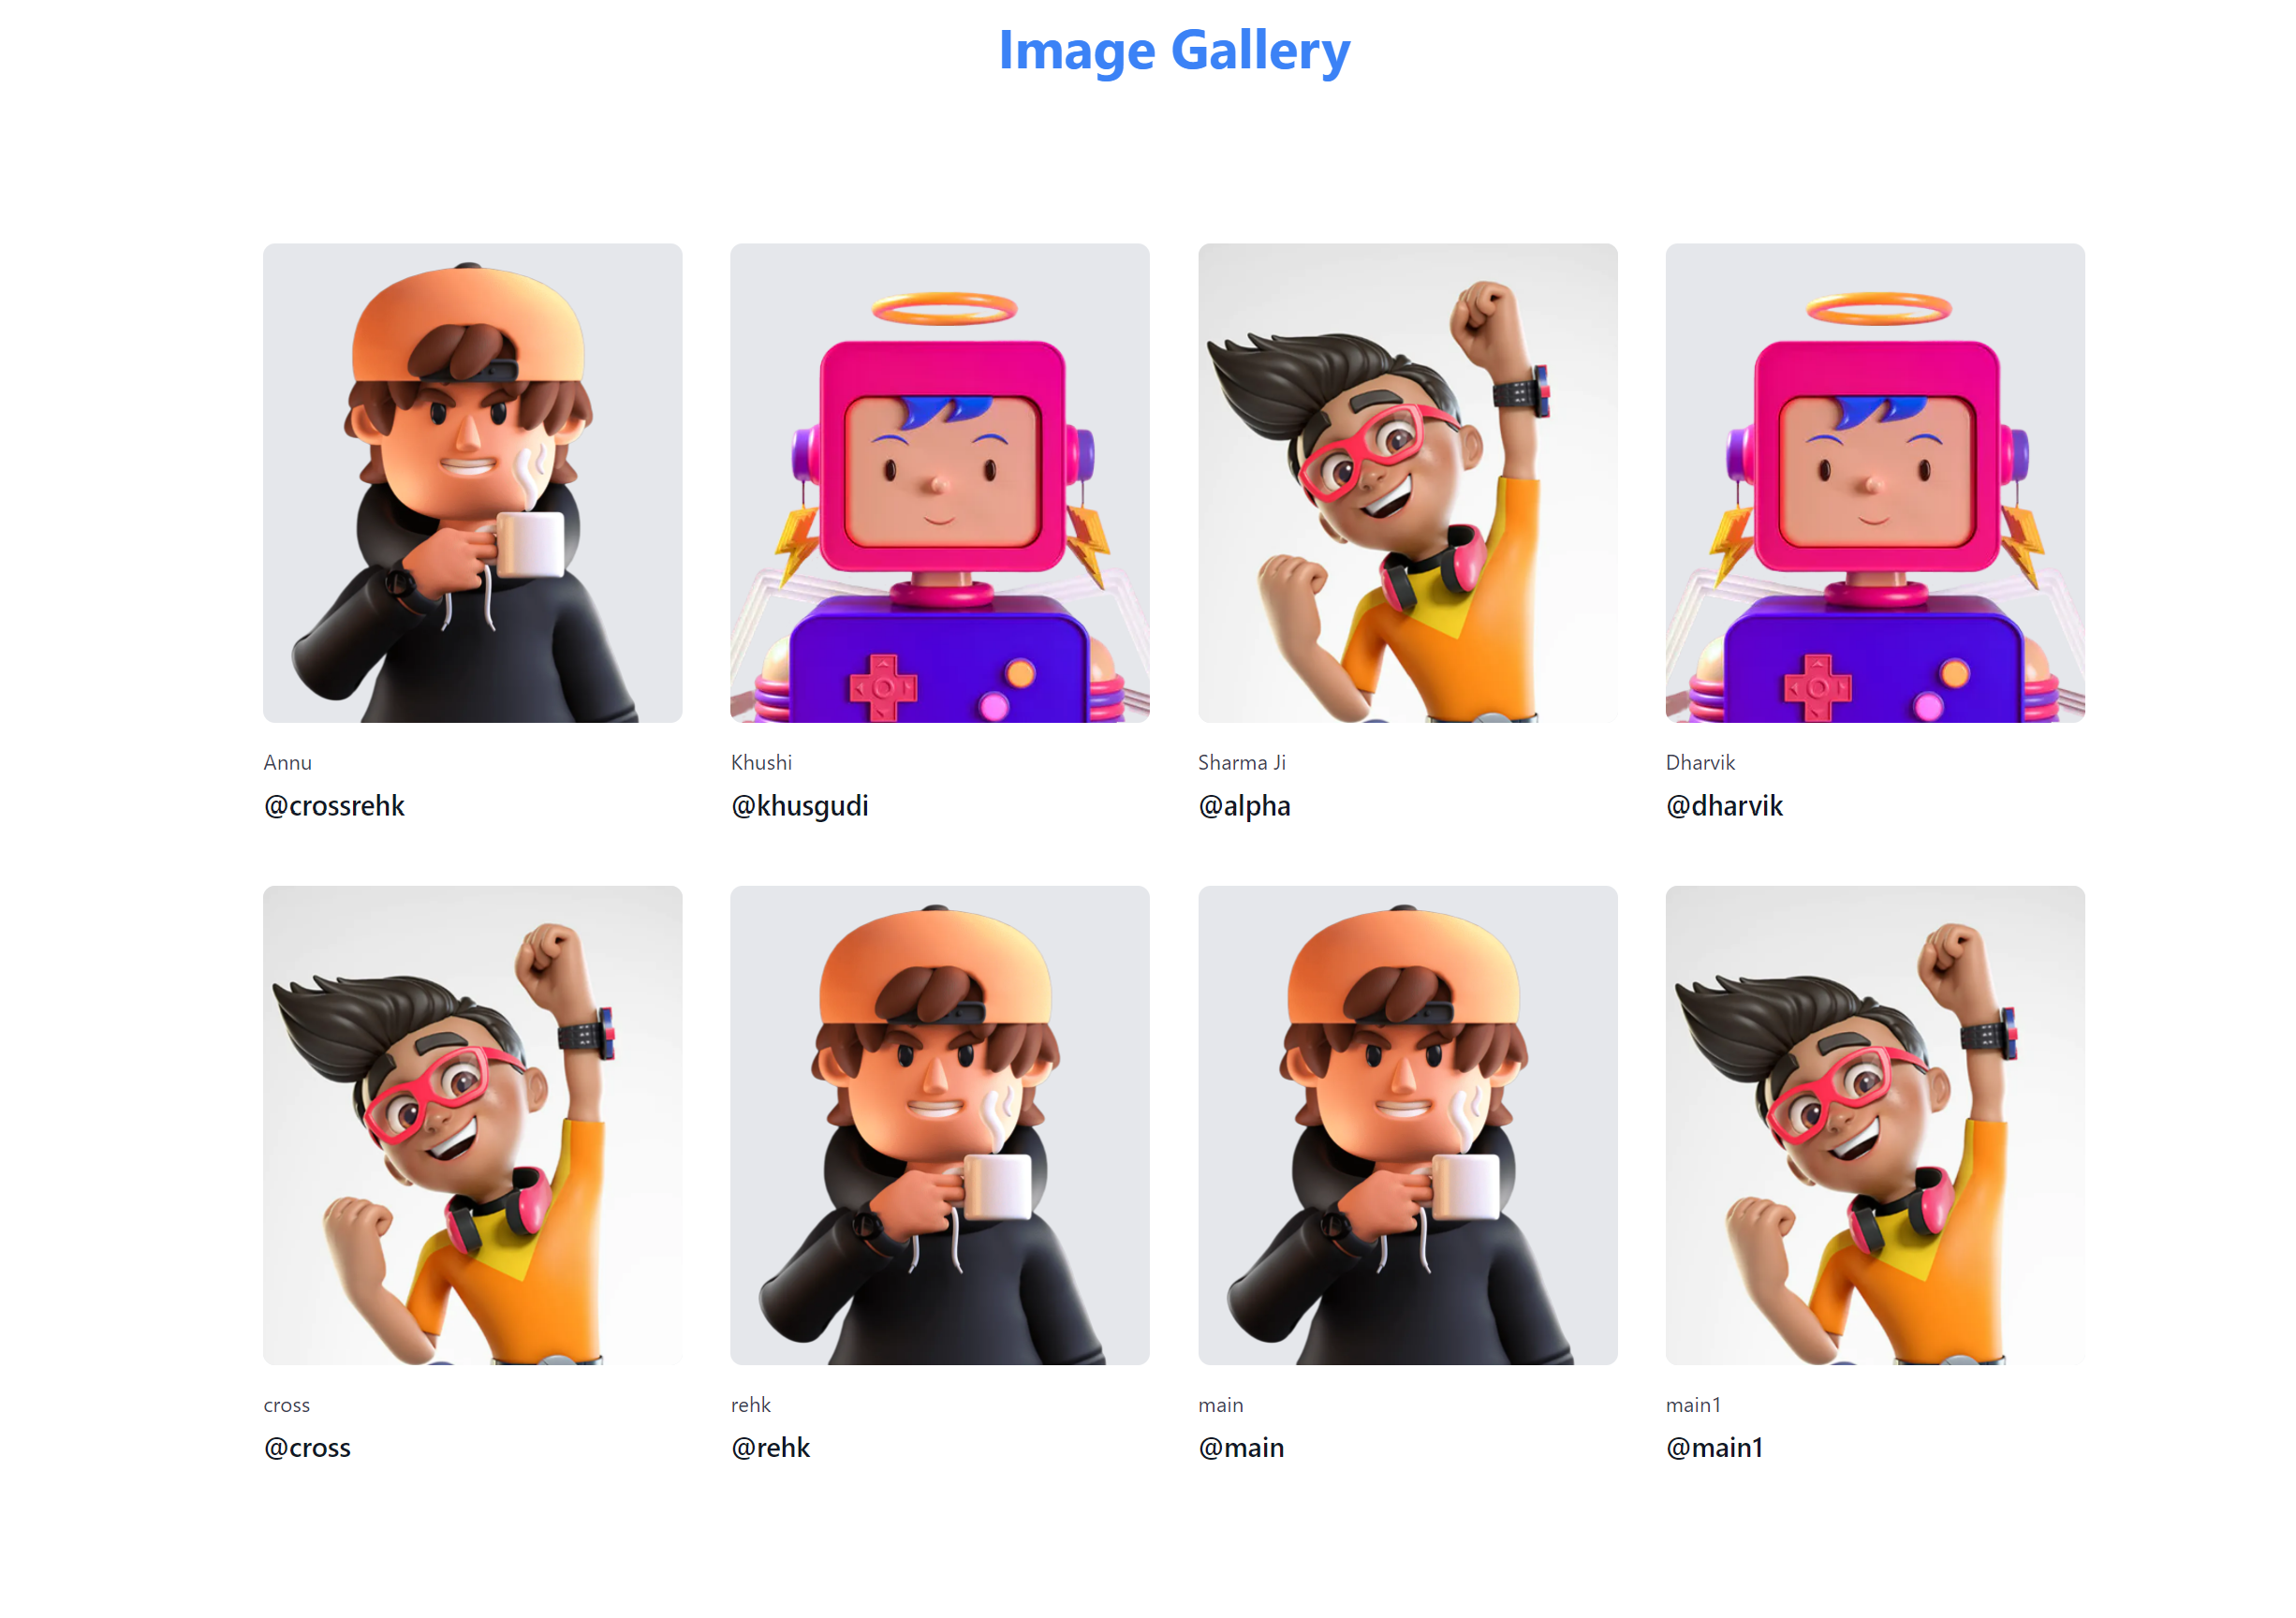 Image Gallery
Annu
@crossrehk
Khushi
@khusgudi
Sharma Ji
@alpha
Dharvik
@dharvik
cross
@cross
rehk
@rehk
main
@main
main1
@main1